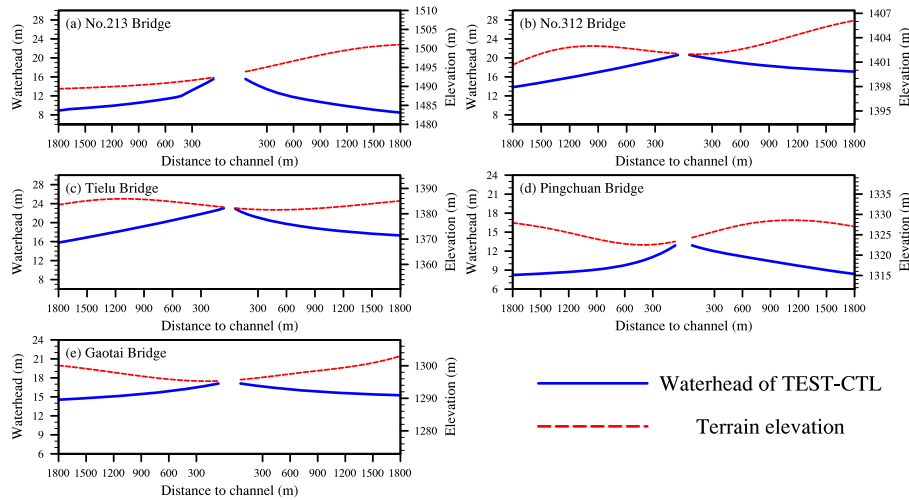 (a) No.213 Bridge
Waterhead (m)
28
24
20
16
12
8
Elevation (m)
1510
1505
1500
1495
1490
1485
1480
1800 1500 1200 900 600 300 300 600 900 1200 1500 1800
Distance to channel (m)
(b) No.312 Bridge
Waterhead (m)
28
24
20
16
12
8
Elevation (m)
1407
1404
1401
1398
1395
1800 1500 1200 900 600 300 300 600 900 1200 1500 1800
Distance to channel (m)
(c) Tielu Bridge
Waterhead (m)
28
24
20
16
12
8
Elevation (m)
1390
1380
1370
1360
1800 1500 1200 900 600 300 300 600 900 1200 1500 1800
Distance to channel (m)
(d) Pingchuan Bridge
Waterhead (m)
24
21
18
15
12
9
6
Elevation (m)
1335
1330
1325
1320
1315
1800 1500 1200 900 600 300 300 600 900 1200 1500 1800
Distance to channel (m)
(e) Gaotai Bridge
Waterhead (m)
24
21
18
15
12
9
6
Elevation (m)
1300
1290
1280
1800 1500 1200 900 600 300 300 600 900 1200 1500 1800
Distance to channel (m)
Waterhead of TEST-CTL
Terrain elevation